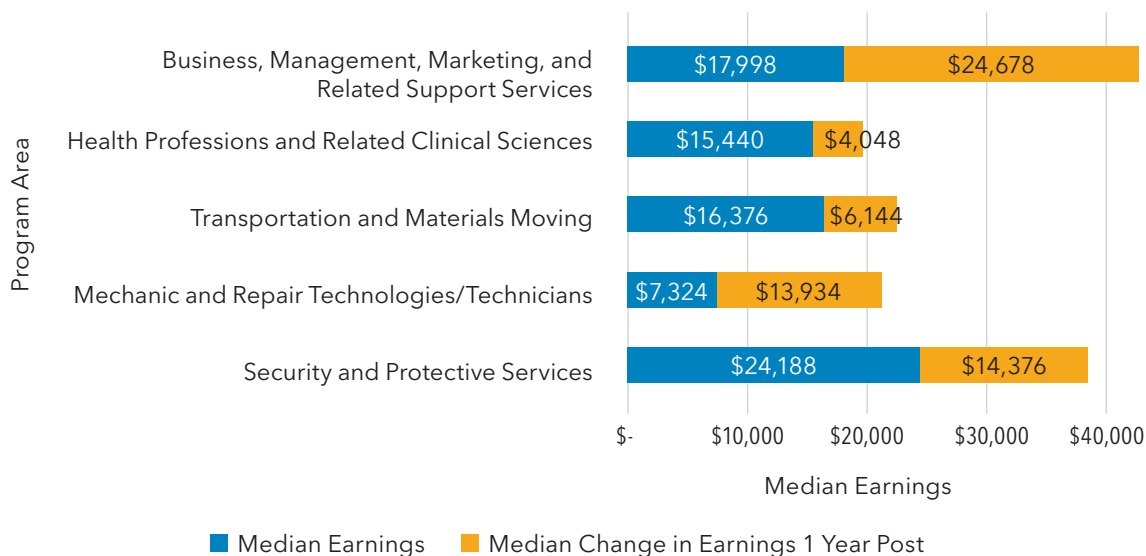 Program Area
Business, Management, Marketing, and
Related Support Services
$17,998 $24,678
Health Professions and Related Clinical Sciences
$15,440 $4,048
Transportation and Materials Moving
$16,376 $6,144
Mechanic and Repair Technologies/Technicians
$7,324 $13,934
Security and Protective Services
$24,188 $14,376
$- $10,000 $20,000 $30,000 $40,000
Median Earnings
Median Earnings Median Change in Earnings 1 Year Post